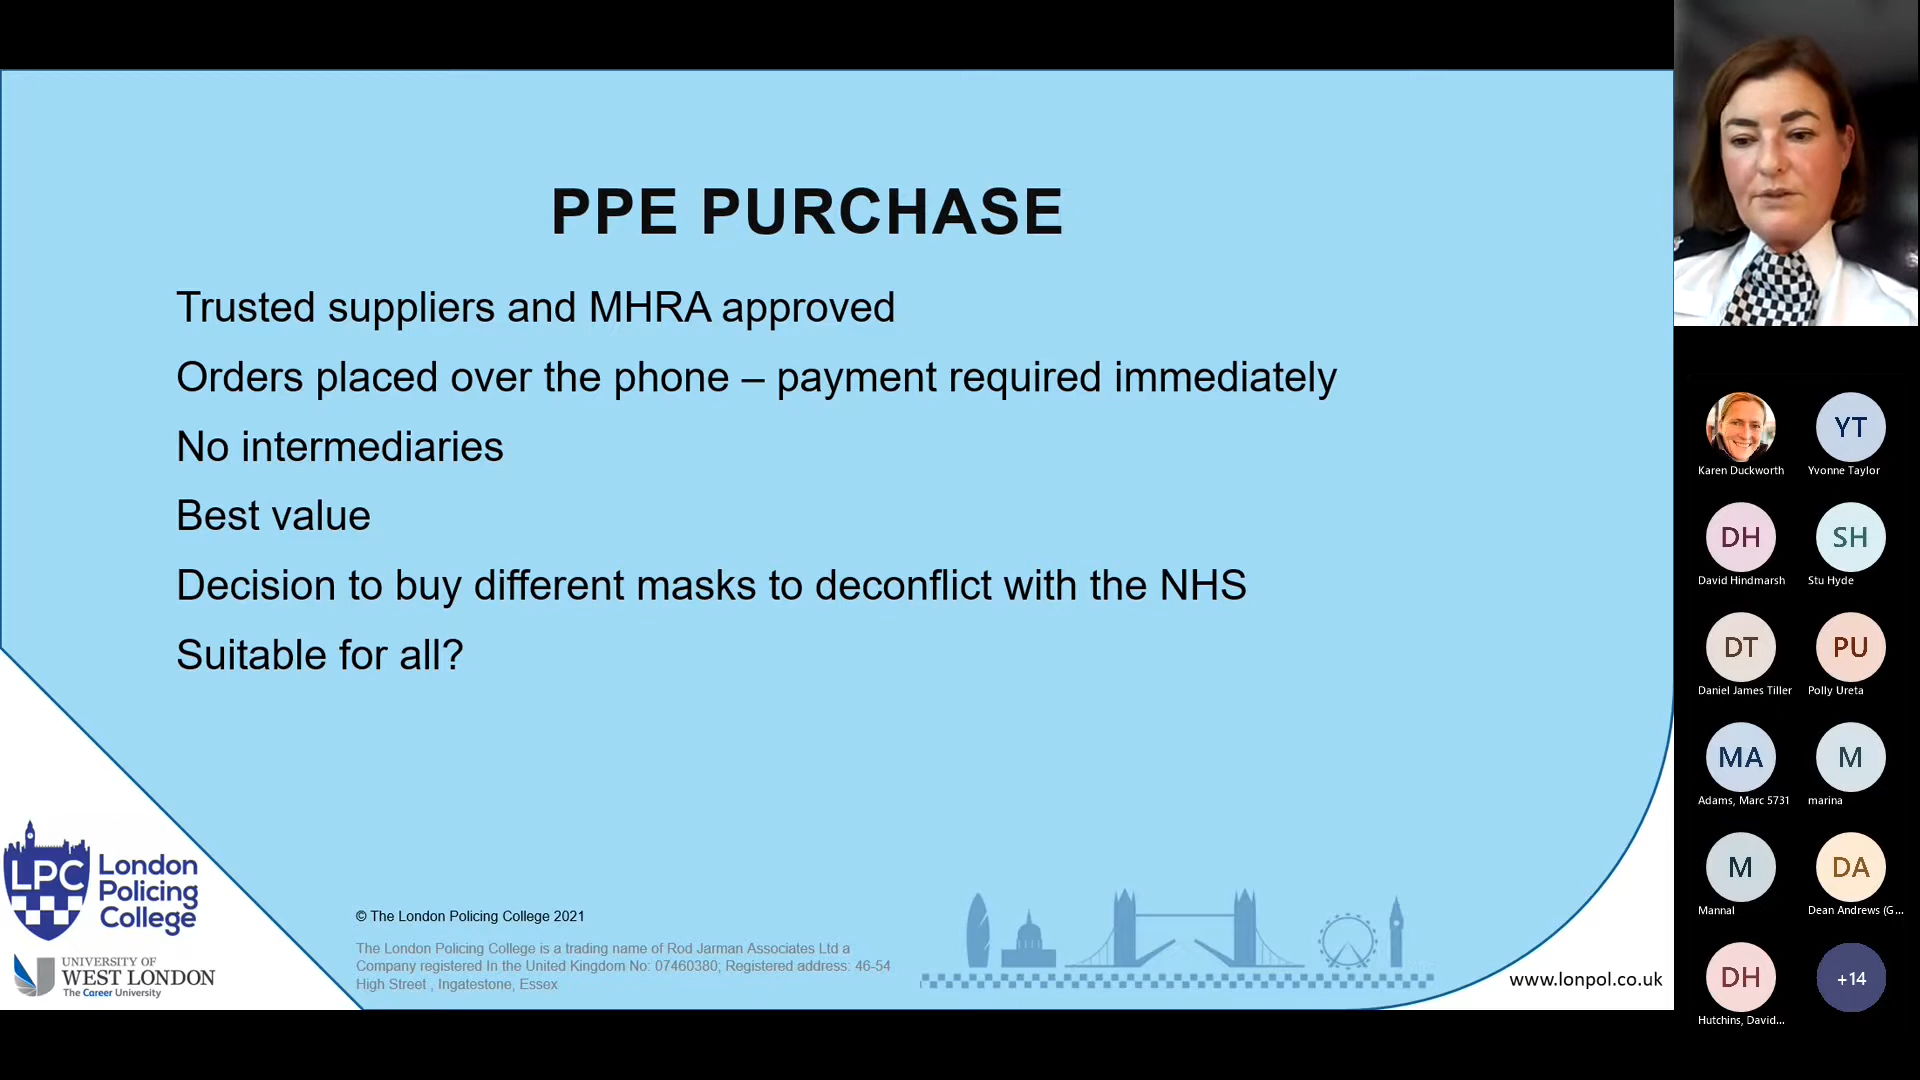 PPE PURCHASE
Trusted suppliers and MHRA approved
Orders placed over the phone – payment required immediately
No intermediaries
Best value
Decision to buy different masks to deconflict with the NHS
Suitable for all?
LPC
London
Policing
College
UNIVERSITY OF
WEST LONDON
The Career University
© The London Policing College 2021
The London Policing College is a trading name of Rod Jarman Associates Ltd a
Company registered In the United Kingdom No: 07460380; Registered address: 46-54
High Street , Ingatestone, Essex
www.lonpol.co.uk
YT
Karen Duckworth
Yvonne Taylor
DH
SH
David Hindmarsh
Stu Hyde
DT
PU
Daniel James Tiller
Polly Ureta
MA
M
Adams, Marc 5731
marina
M
DA
Mannal
Dean Andrews (G...
DH
+14
Hutchins, David...